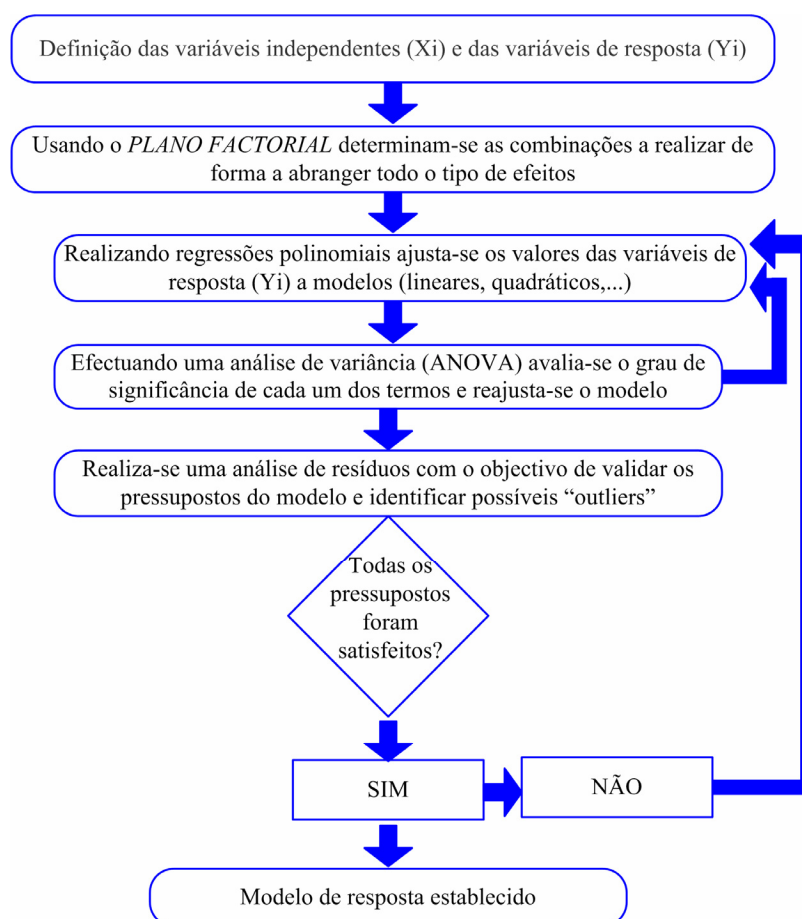 Definição das variáveis independentes (Xi) e das variáveis de resposta (Yi)
Usando o PLANO FACTORIAL determinam-se as combinações a realizar de
forma a abranger todo o tipo de efeitos
Realizando regressões polinomiais ajusta-se os valores das variáveis de
resposta (Yi) a modelos (lineares, quadráticos,...)
Efectuando uma análise de variância (ANOVA) avalia-se o grau de
significância de cada um dos termos e reajusta-se o modelo
Realiza-se uma análise de resíduos com o objectivo de validar os
pressupostos do modelo e identificar possíveis “outliers”
Todas os
pressupostos
foram
satisfeitos?
SIM
NÃO
Modelo de resposta establecido